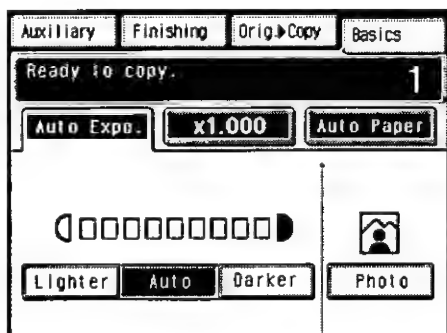 Auxiliary Finishing Orig.▶Copy Basics
Ready to copy.
1
Auto Expo. x1.000 Auto Paper
Lighter Auto Darker Photo